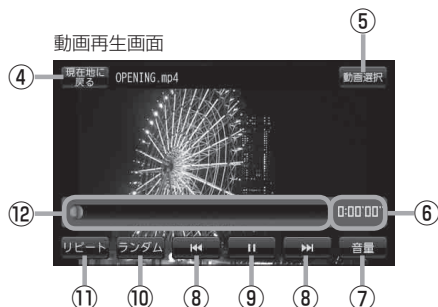 動画再生画面
⑤
④ 現在地に戻る OPENING.mp4 動画選択
⑫ 0:00'00" ⑥
リピート ランダム ⏮ ⏸ ⏭ 音量
⑪ ⑩ ⑧ ⑨ ⑧ ⑦